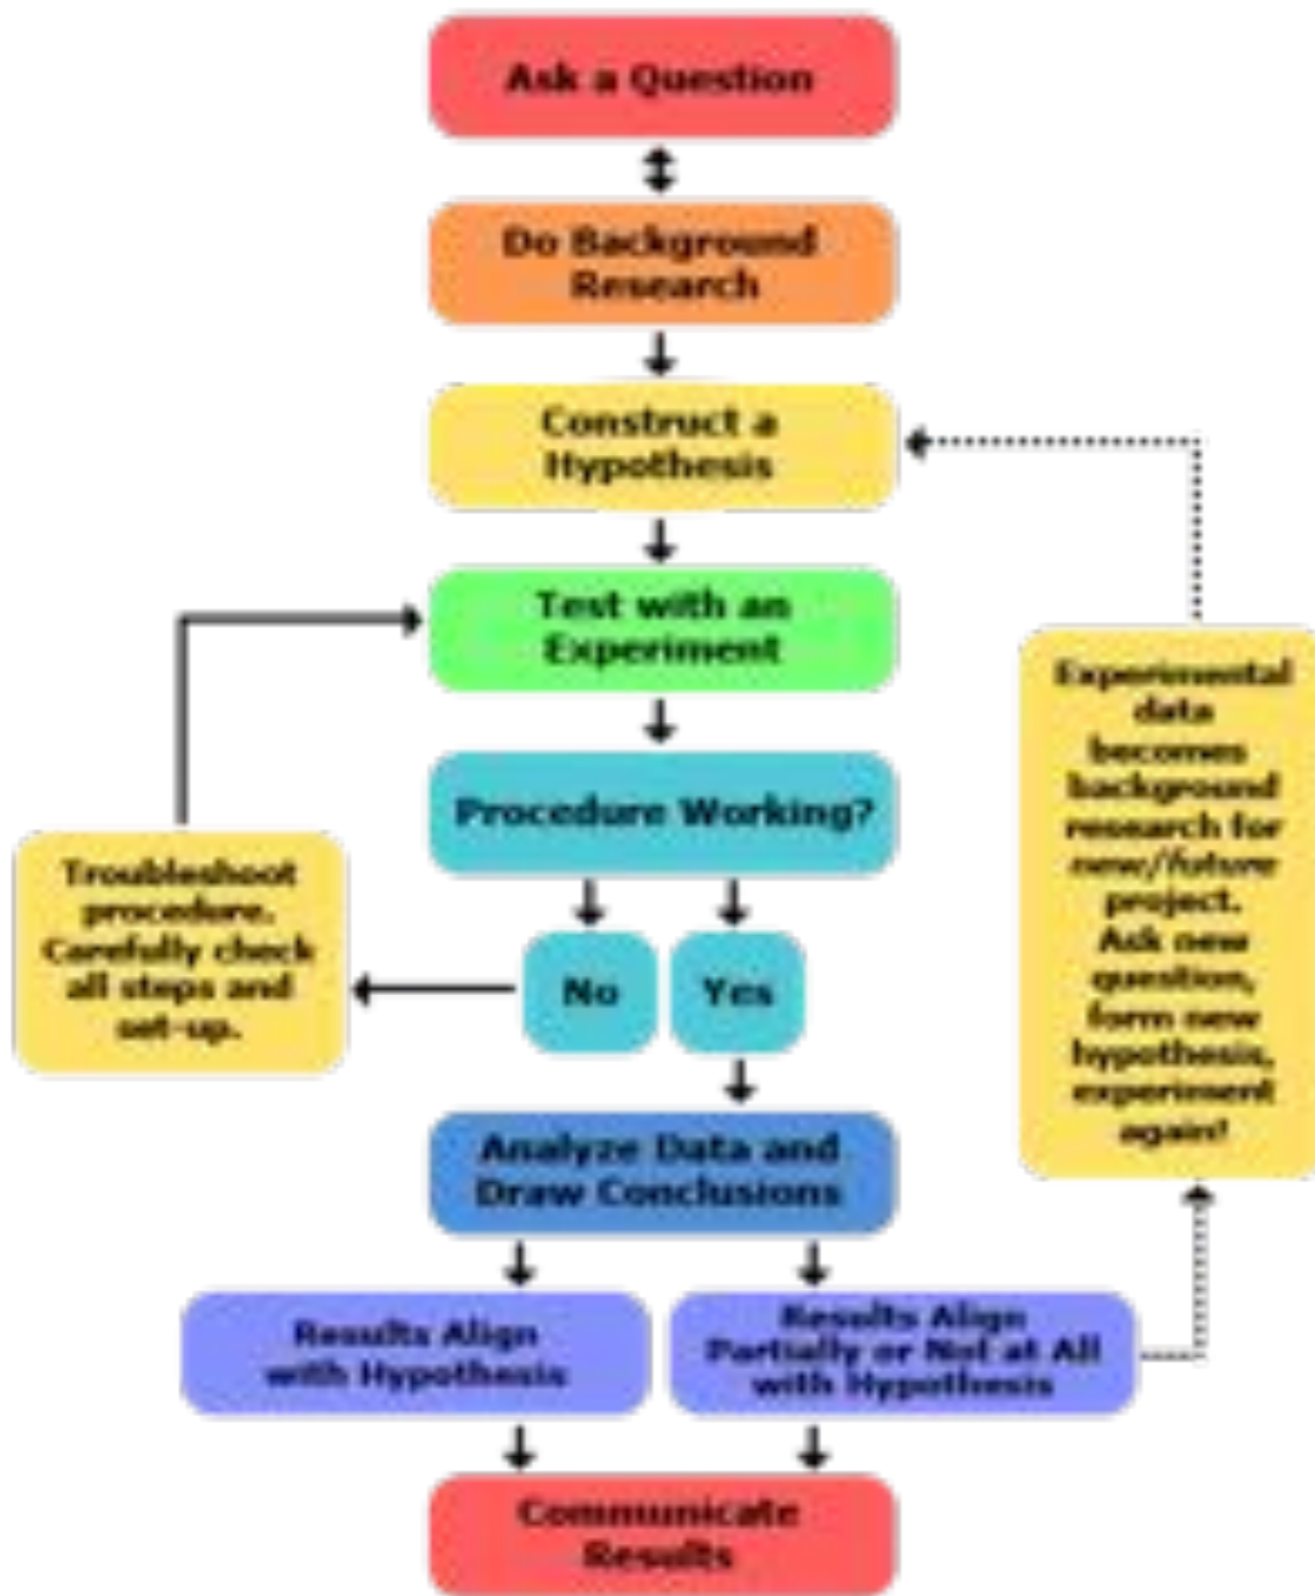 Ask a Question
Do Background
Research
Construct a
Hypothesis
Test with an
Experiment
Procedure Working?
No
Yes
Troubleshoot
procedure.
Carefully check
all steps and
set-up.
Experimental
data
becomes
background
research for
new/future
project.
Ask new
question,
form new
hypothesis,
experiment
again!
Analyze Data and
Draw Conclusions
Results Align
with Hypothesis
Results Align
Partially or Not at All
with Hypothesis
Communicate
Results